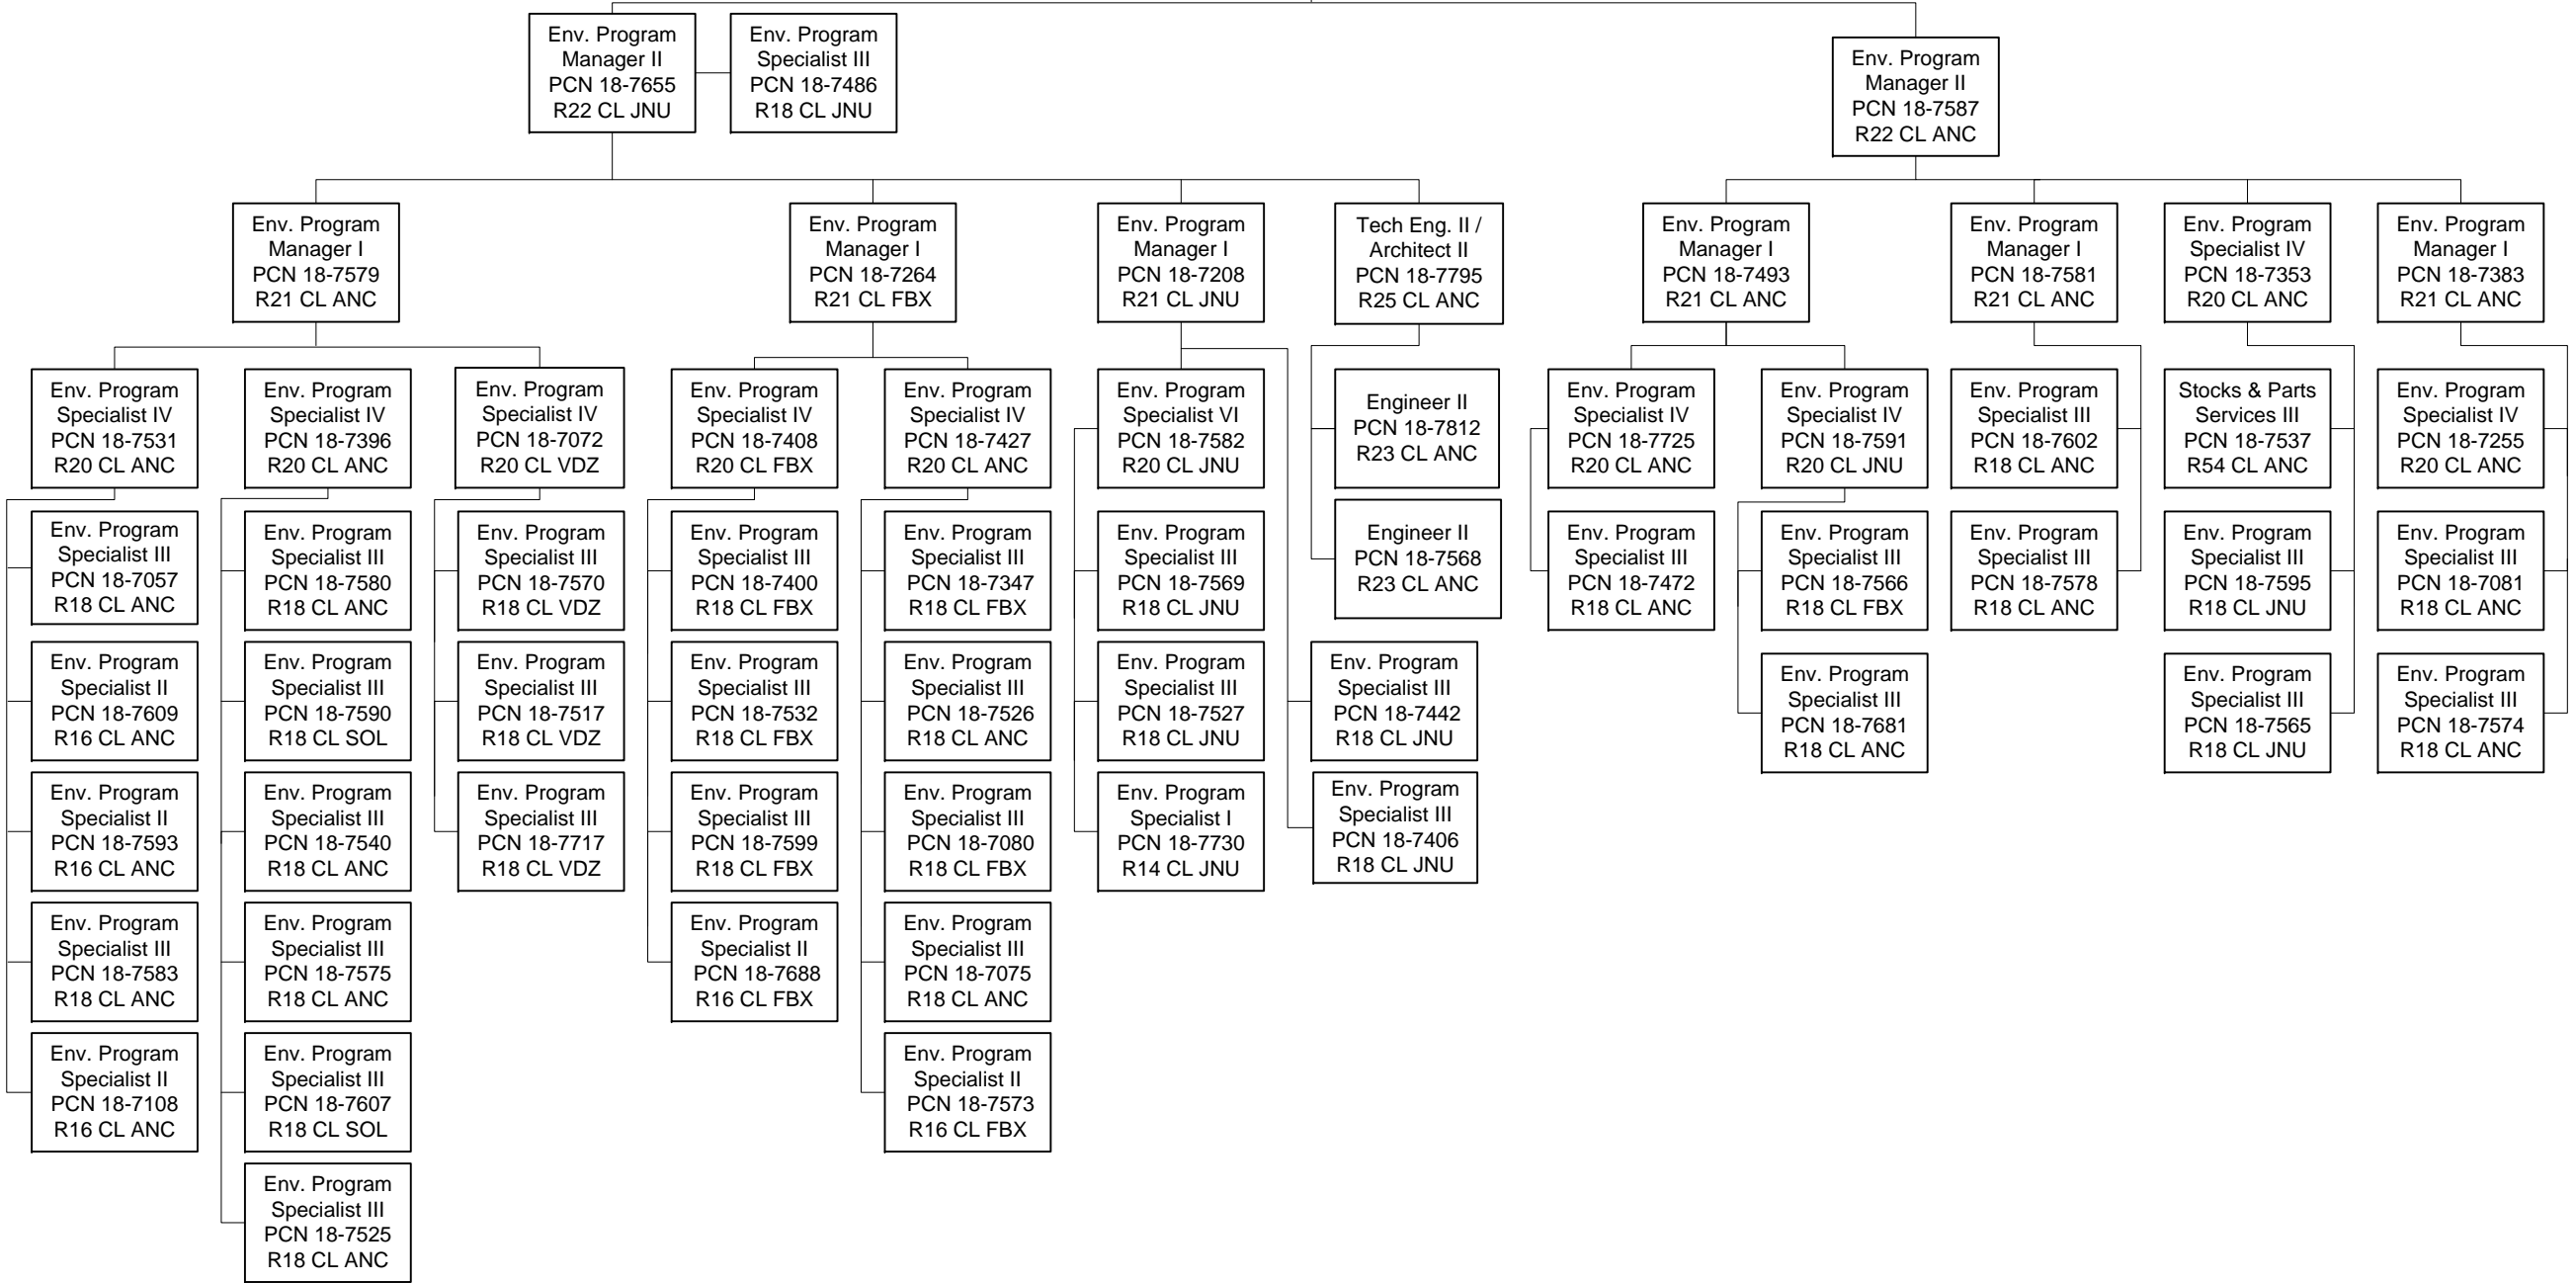 Env. Program
Manager II
PCN 18-7655
R22 CL JNU
Env. Program
Specialist III
PCN 18-7486
R18 CL JNU
Env. Program
Manager II
PCN 18-7587
R22 CL ANC
Env. Program
Manager I
PCN 18-7579
R21 CL ANC
Env. Program
Manager I
PCN 18-7264
R21 CL FBX
Env. Program
Manager I
PCN 18-7208
R21 CL JNU
Tech Eng. II /
Architect II
PCN 18-7795
R25 CL ANC
Env. Program
Manager I
PCN 18-7493
R21 CL ANC
Env. Program
Manager I
PCN 18-7581
R21 CL ANC
Env. Program
Specialist IV
PCN 18-7353
R20 CL ANC
Env. Program
Manager I
PCN 18-7383
R21 CL ANC
Env. Program
Specialist IV
PCN 18-7531
R20 CL ANC
Env. Program
Specialist IV
PCN 18-7396
R20 CL ANC
Env. Program
Specialist IV
PCN 18-7072
R20 CL VDZ
Env. Program
Specialist IV
PCN 18-7408
R20 CL FBX
Env. Program
Specialist IV
PCN 18-7427
R20 CL ANC
Env. Program
Specialist VI
PCN 18-7582
R20 CL JNU
Engineer II
PCN 18-7812
R23 CL ANC
Env. Program
Specialist IV
PCN 18-7725
R20 CL ANC
Env. Program
Specialist IV
PCN 18-7591
R20 CL JNU
Env. Program
Specialist III
PCN 18-7602
R18 CL ANC
Stocks & Parts
Services III
PCN 18-7537
R54 CL ANC
Env. Program
Specialist IV
PCN 18-7255
R20 CL ANC
Env. Program
Specialist III
PCN 18-7057
R18 CL ANC
Env. Program
Specialist III
PCN 18-7580
R18 CL ANC
Env. Program
Specialist III
PCN 18-7570
R18 CL VDZ
Env. Program
Specialist III
PCN 18-7400
R18 CL FBX
Env. Program
Specialist III
PCN 18-7347
R18 CL FBX
Env. Program
Specialist III
PCN 18-7569
R18 CL JNU
Engineer II
PCN 18-7568
R23 CL ANC
Env. Program
Specialist III
PCN 18-7472
R18 CL ANC
Env. Program
Specialist III
PCN 18-7566
R18 CL FBX
Env. Program
Specialist III
PCN 18-7578
R18 CL ANC
Env. Program
Specialist III
PCN 18-7595
R18 CL JNU
Env. Program
Specialist III
PCN 18-7081
R18 CL ANC
Env. Program
Specialist II
PCN 18-7609
R16 CL ANC
Env. Program
Specialist III
PCN 18-7590
R18 CL SOL
Env. Program
Specialist III
PCN 18-7517
R18 CL VDZ
Env. Program
Specialist III
PCN 18-7532
R18 CL FBX
Env. Program
Specialist III
PCN 18-7526
R18 CL ANC
Env. Program
Specialist III
PCN 18-7527
R18 CL JNU
Env. Program
Specialist III
PCN 18-7442
R18 CL JNU
Env. Program
Specialist III
PCN 18-7681
R18 CL ANC
Env. Program
Specialist III
PCN 18-7565
R18 CL JNU
Env. Program
Specialist III
PCN 18-7574
R18 CL ANC
Env. Program
Specialist II
PCN 18-7593
R16 CL ANC
Env. Program
Specialist III
PCN 18-7540
R18 CL ANC
Env. Program
Specialist III
PCN 18-7717
R18 CL VDZ
Env. Program
Specialist III
PCN 18-7599
R18 CL FBX
Env. Program
Specialist III
PCN 18-7080
R18 CL FBX
Env. Program
Specialist I
PCN 18-7730
R14 CL JNU
Env. Program
Specialist III
PCN 18-7406
R18 CL JNU
Env. Program
Specialist III
PCN 18-7583
R18 CL ANC
Env. Program
Specialist III
PCN 18-7575
R18 CL ANC
Env. Program
Specialist II
PCN 18-7688
R16 CL FBX
Env. Program
Specialist III
PCN 18-7075
R18 CL ANC
Env. Program
Specialist II
PCN 18-7108
R16 CL ANC
Env. Program
Specialist III
PCN 18-7607
R18 CL SOL
Env. Program
Specialist II
PCN 18-7573
R16 CL FBX
Env. Program
Specialist III
PCN 18-7525
R18 CL ANC